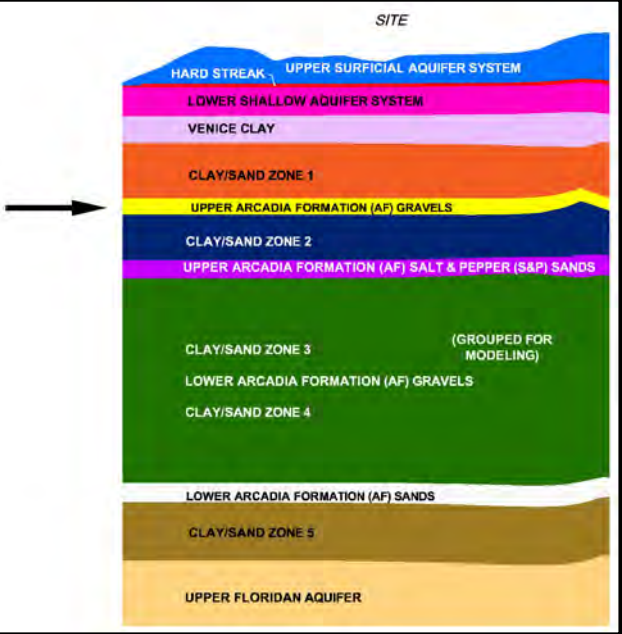 SITE
HARD STREAK
UPPER SURFICIAL AQUIFER SYSTEM
LOWER SHALLOW AQUIFER SYSTEM
VENICE CLAY
CLAY/SAND ZONE 1
UPPER ARCADIA FORMATION (AF) GRAVELS
CLAY/SAND ZONE 2
UPPER ARCADIA FORMATION (AF) SALT & PEPPER (S&P) SANDS
CLAY/SAND ZONE 3
(GROUPED FOR
MODELING)
LOWER ARCADIA FORMATION (AF) GRAVELS
CLAY/SAND ZONE 4
LOWER ARCADIA FORMATION (AF) SANDS
CLAY/SAND ZONE 5
UPPER FLORIDAN AQUIFER